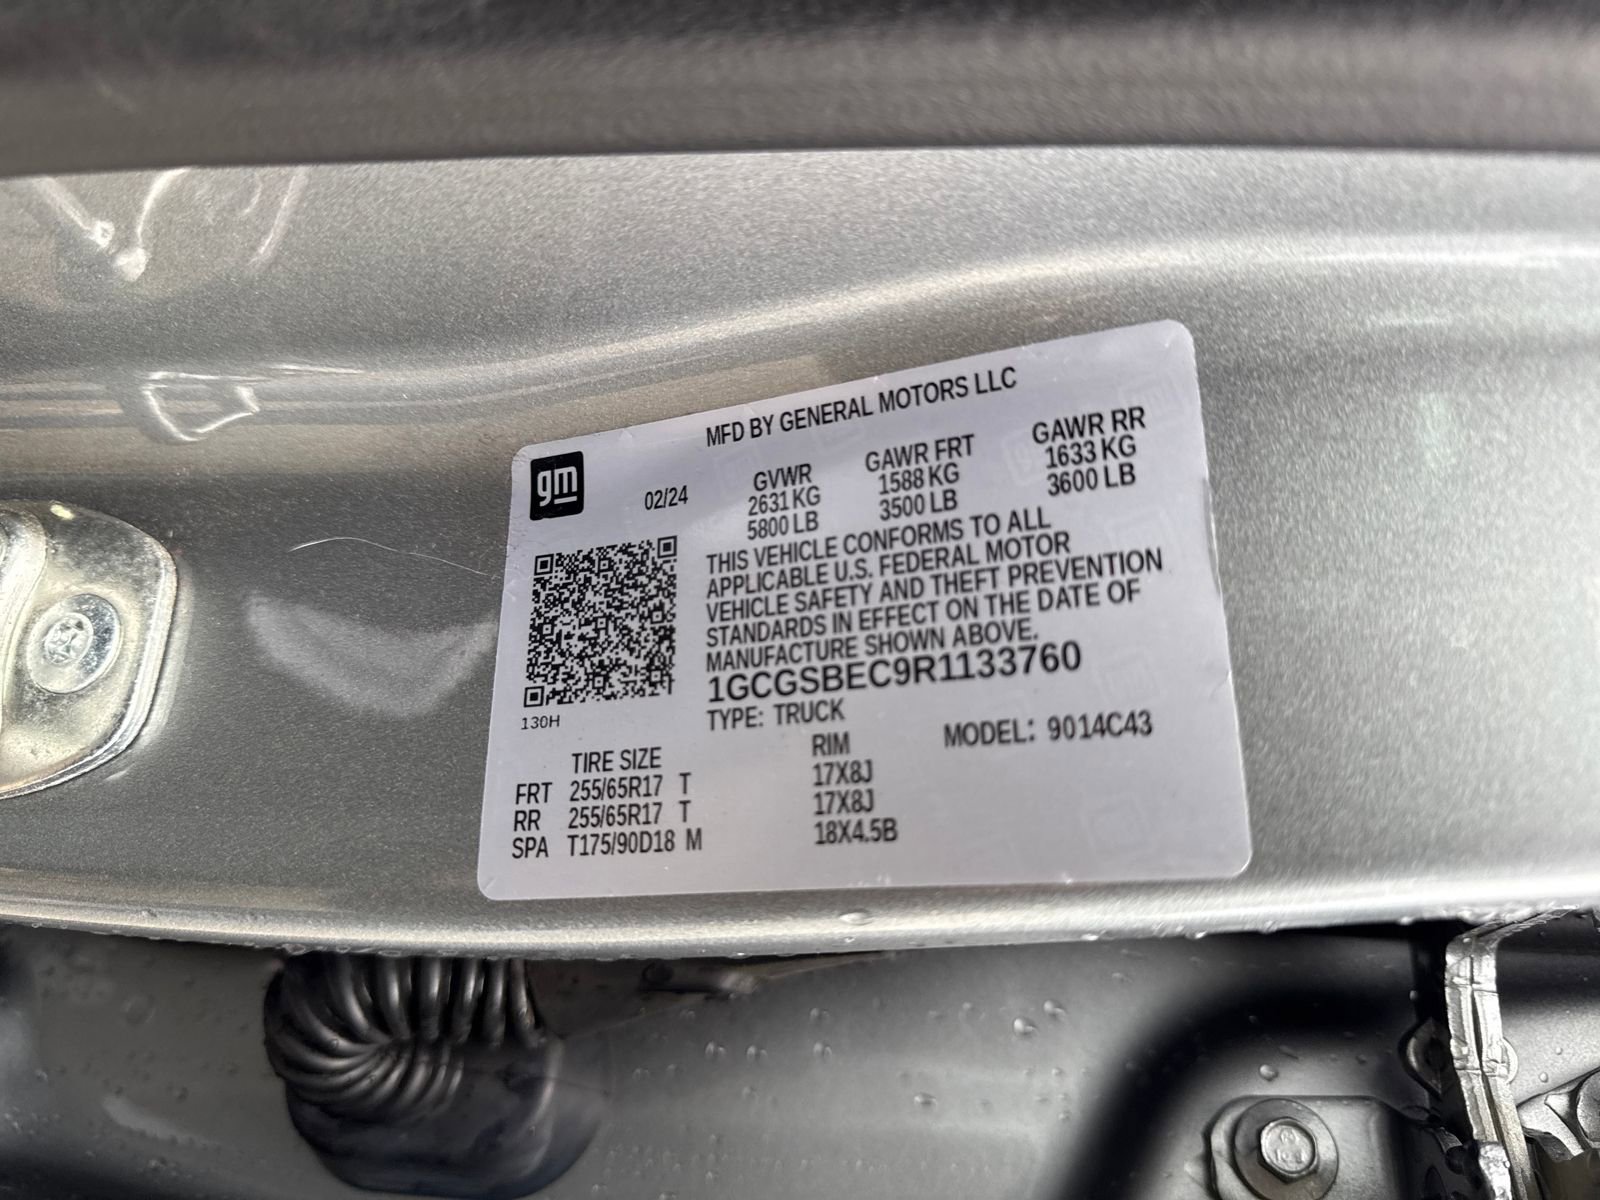 MFD BY GENERAL MOTORS LLC
gm
02/24
GVWR GAWR FRT GAWR RR
2631 KG 1588 KG 1633 KG
5800 LB 3500 LB 3600 LB
THIS VEHICLE CONFORMS TO ALL
APPLICABLE U.S. FEDERAL MOTOR
VEHICLE SAFETY AND THEFT PREVENTION
STANDARDS IN EFFECT ON THE DATE OF
MANUFACTURE SHOWN ABOVE.
1GCGSBEC9R1133760
130H
TYPE: TRUCK MODEL: 9014C43
TIRE SIZE RIM
FRT 255/65R17 T 17X8J
RR 255/65R17 T 17X8J
SPA T175/90D18 M 18X4.5B